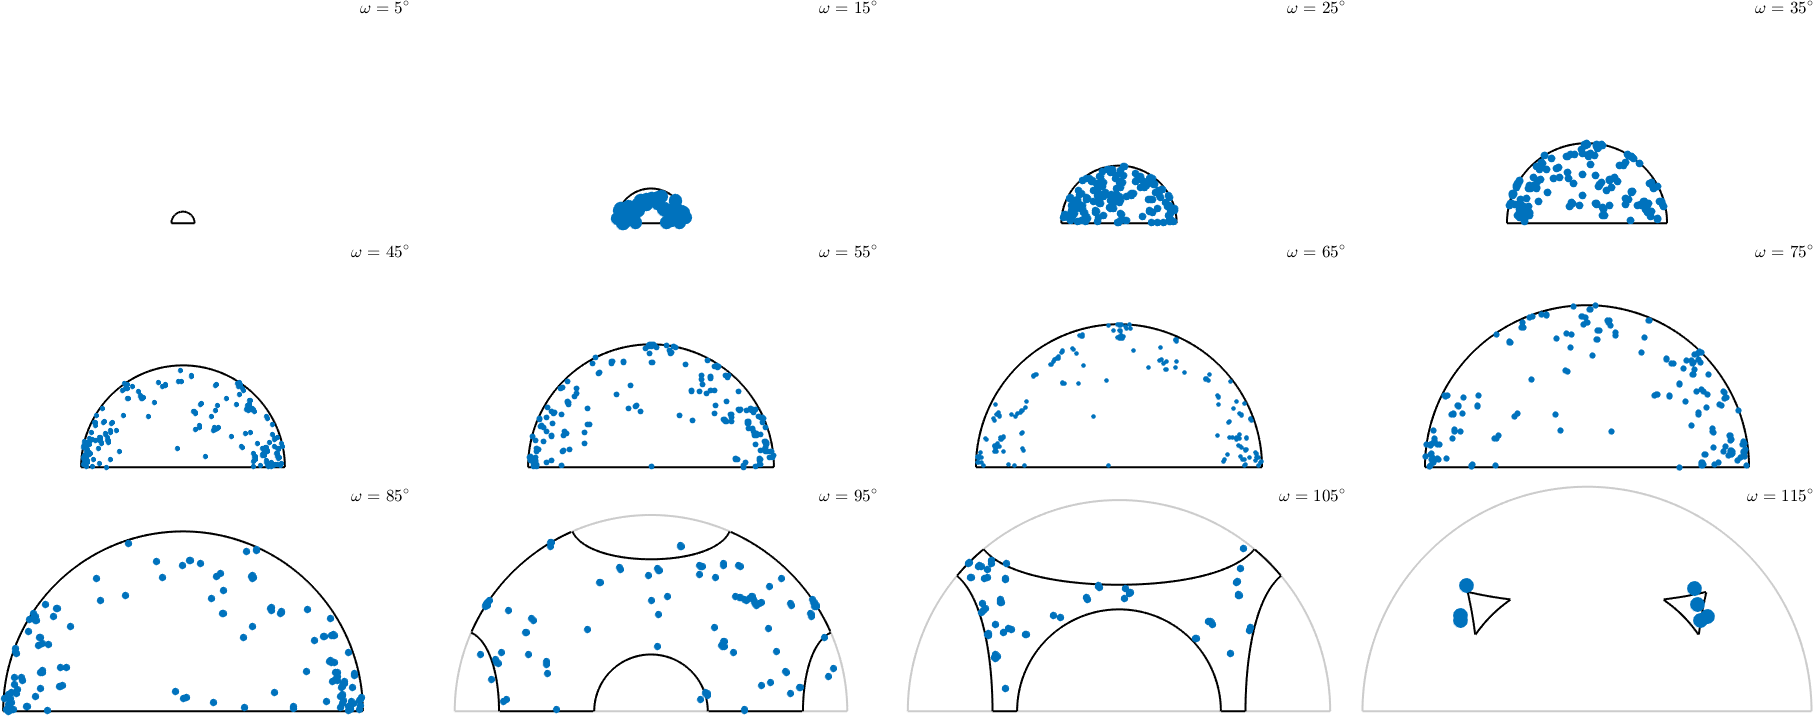 ω = 5°
ω = 15°
ω = 25°
ω = 35°
ω = 45°
ω = 55°
ω = 65°
ω = 75°
ω = 85°
ω = 95°
ω = 105°
ω = 115°